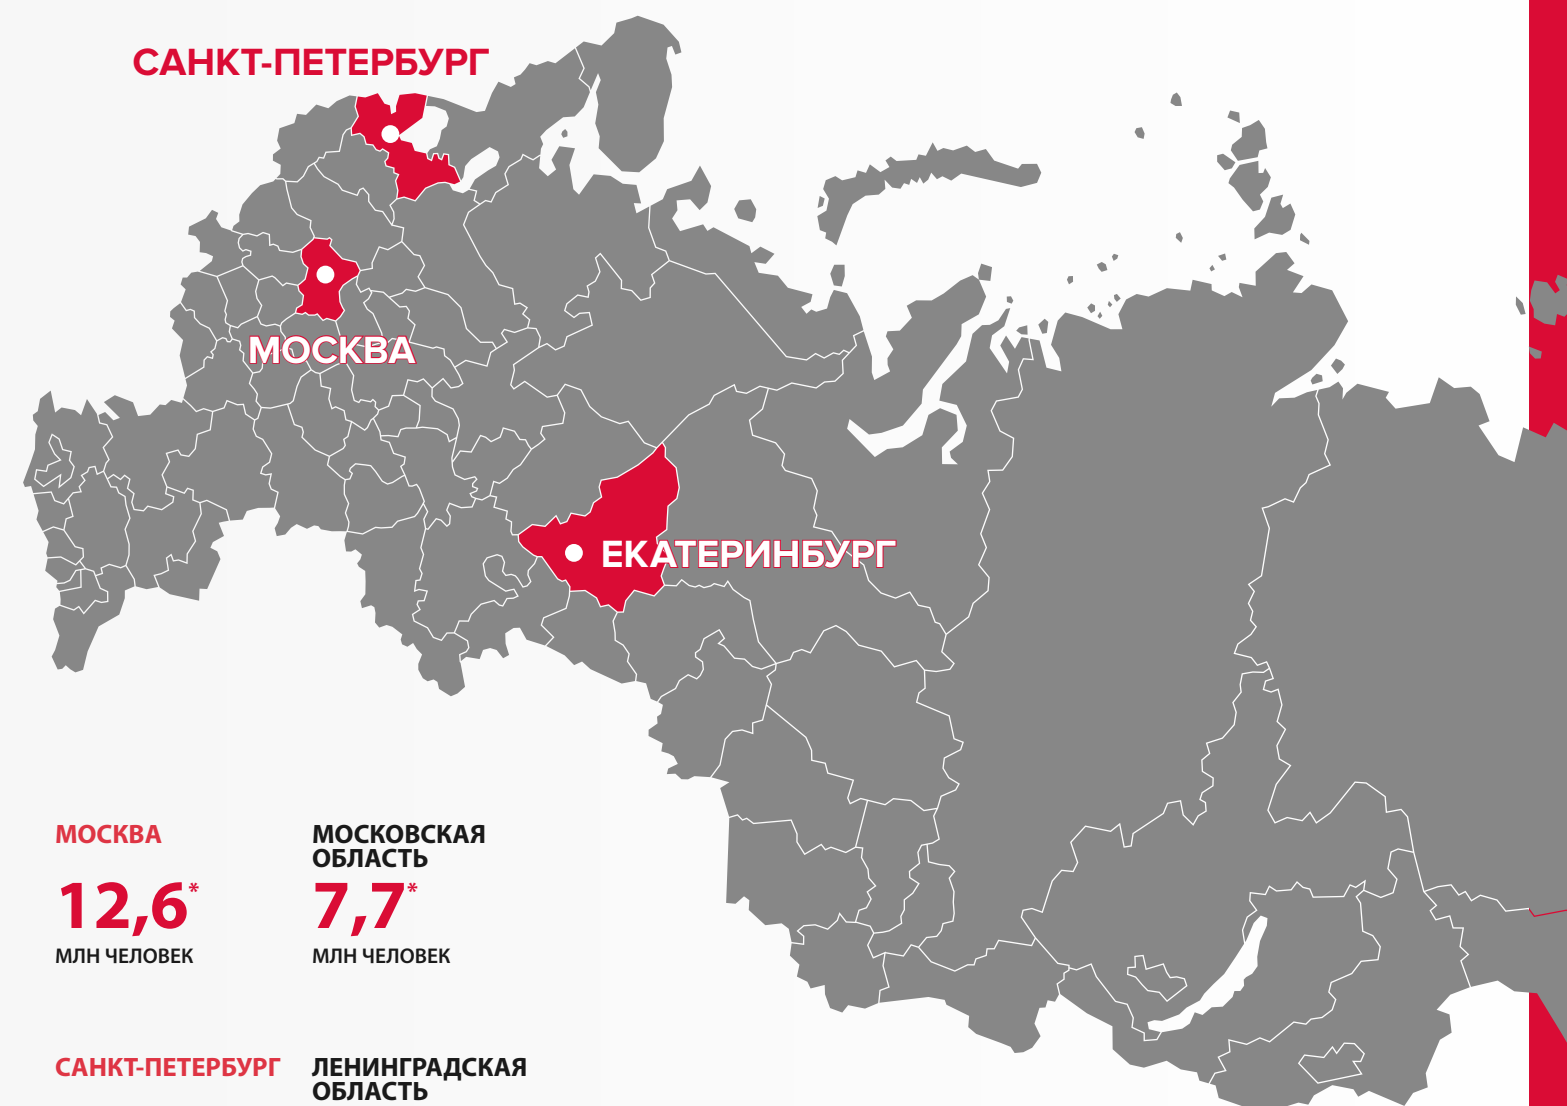 САНКТ-ПЕТЕРБУРГ
МОСКВА
ЕКАТЕРИНБУРГ
МОСКВА
12,6*
МЛН ЧЕЛОВЕК
МОСКОВСКАЯ
ОБЛАСТЬ
7,7*
МЛН ЧЕЛОВЕК
САНКТ-ПЕТЕРБУРГ
ЛЕНИНГРАДСКАЯ
ОБЛАСТЬ